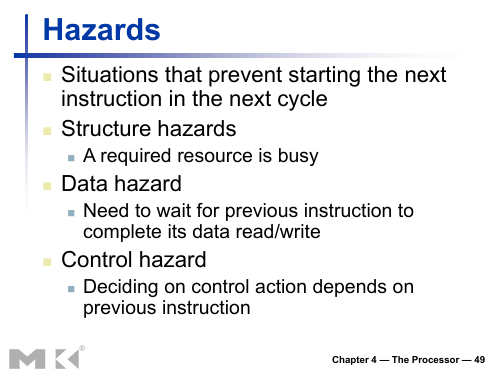 Hazards
Situations that prevent starting the next
instruction in the next cycle
Structure hazards
A required resource is busy
Data hazard
Need to wait for previous instruction to
complete its data read/write
Control hazard
Deciding on control action depends on
previous instruction
MK®
Chapter 4 — The Processor — 49